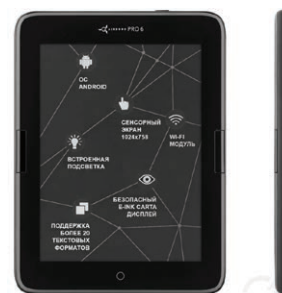 PRO 6
ОС
ANDROID
СЕНСОРНЫЙ
ЭКРАН
1024x758
WI-FI
МОДУЛЬ
ВСТРОЕННАЯ
ПОДСВЕТКА
БЕЗОПАСНЫЙ
E-INK CARTA
ДИСПЛЕЙ
ПОДДЕРЖКА
БОЛЕЕ 20
ТЕКСТОВЫХ
ФОРМАТОВ